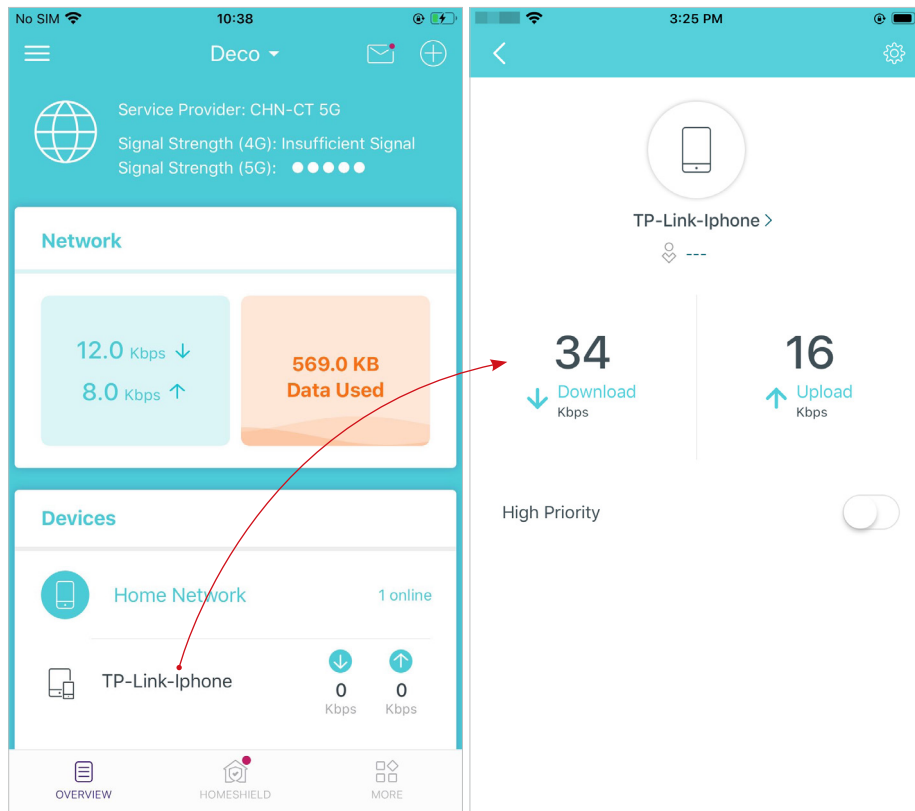 No SIM 10:38
Deco
Service Provider: CHN-CT 5G
Signal Strength (4G): Insufficient Signal
Signal Strength (5G):
Network
12.0 Kbps ↓
8.0 Kbps ↑
569.0 KB
Data Used
Devices
Home Network 1 online
TP-Link-Iphone
0 0
Kbps Kbps
OVERVIEW HOMESHIELD MORE
3:25 PM
TP-Link-Iphone >
---
34 16
Download Upload
Kbps Kbps
High Priority